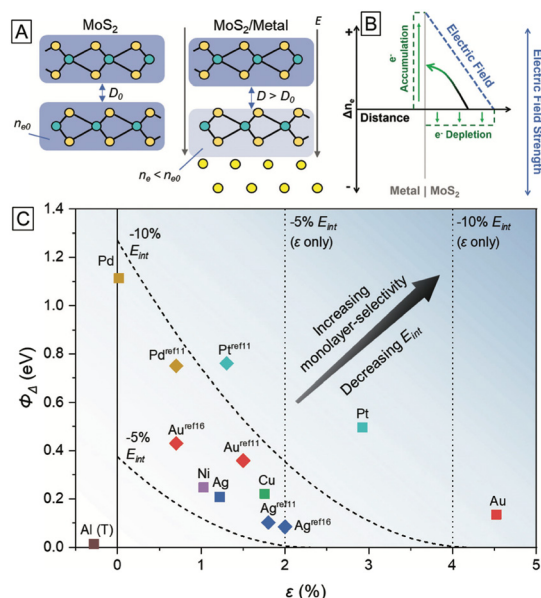 A
MoS2
MoS2/Metal
E
D0
D > D0
ne0
ne < ne0
B
+
Δne
-
e-
Accumulation
Electric Field
Distance
e- Depletion
Metal | MoS2
Electric Field Strength
C
ΦΔ (eV)
1.4
1.2
1.0
0.8
0.6
0.4
0.2
0.0
-10%
Eint
-5%
Eint
-5% Eint
(ε only)
-10% Eint
(ε only)
Increasing
monolayer-selectivity
Decreasing Eint
Pd
Pdref11
Ptref11
Auref16
Auref11
Ni
Ag
Cu
Agref11
Agref16
Pt
Au
Al (T)
0
1
2
3
4
5
ε (%)